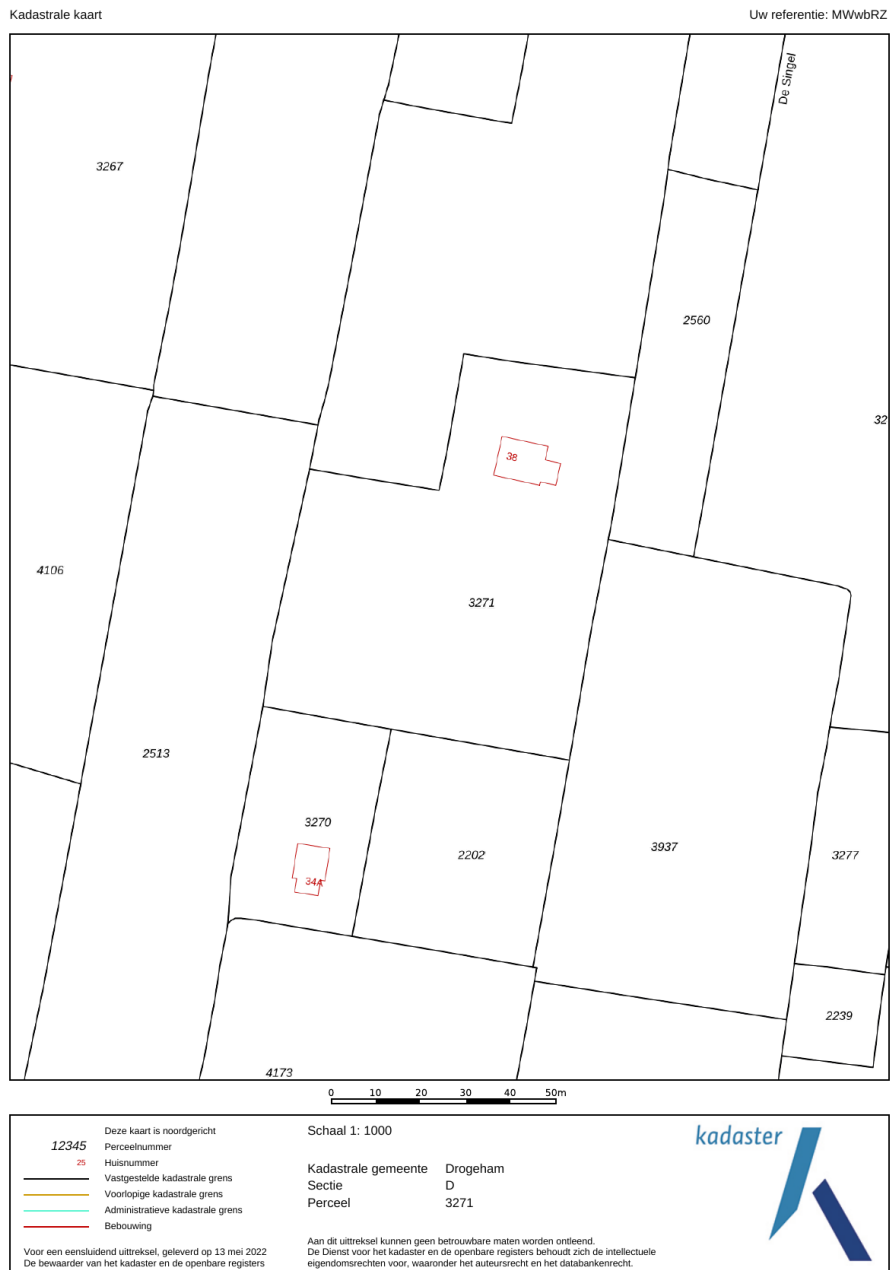 Kadastrale kaart
Uw referentie: MWwbRZ
De Singel
3267
2560
32
38
4106
3271
2513
3270
2202
3937
3277
34A
2239
4173
0 10 20 30 40 50m
Deze kaart is noordgericht
12345 Perceelnummer
25 Huisnummer
Vastgestelde kadastrale grens
Voorlopige kadastrale grens
Administratieve kadastrale grens
Bebouwing
Voor een eensluidend uittreksel, geleverd op 13 mei 2022
De bewaarder van het kadaster en de openbare registers
Schaal 1: 1000
Kadastrale gemeente Drogeham
Sectie D
Perceel 3271
Aan dit uittreksel kunnen geen betrouwbare maten worden ontleend.
De Dienst voor het kadaster en de openbare registers behoudt zich de intellectuele
eigendomsrechten voor, waaronder het auteursrecht en het databankenrecht.
kadaster